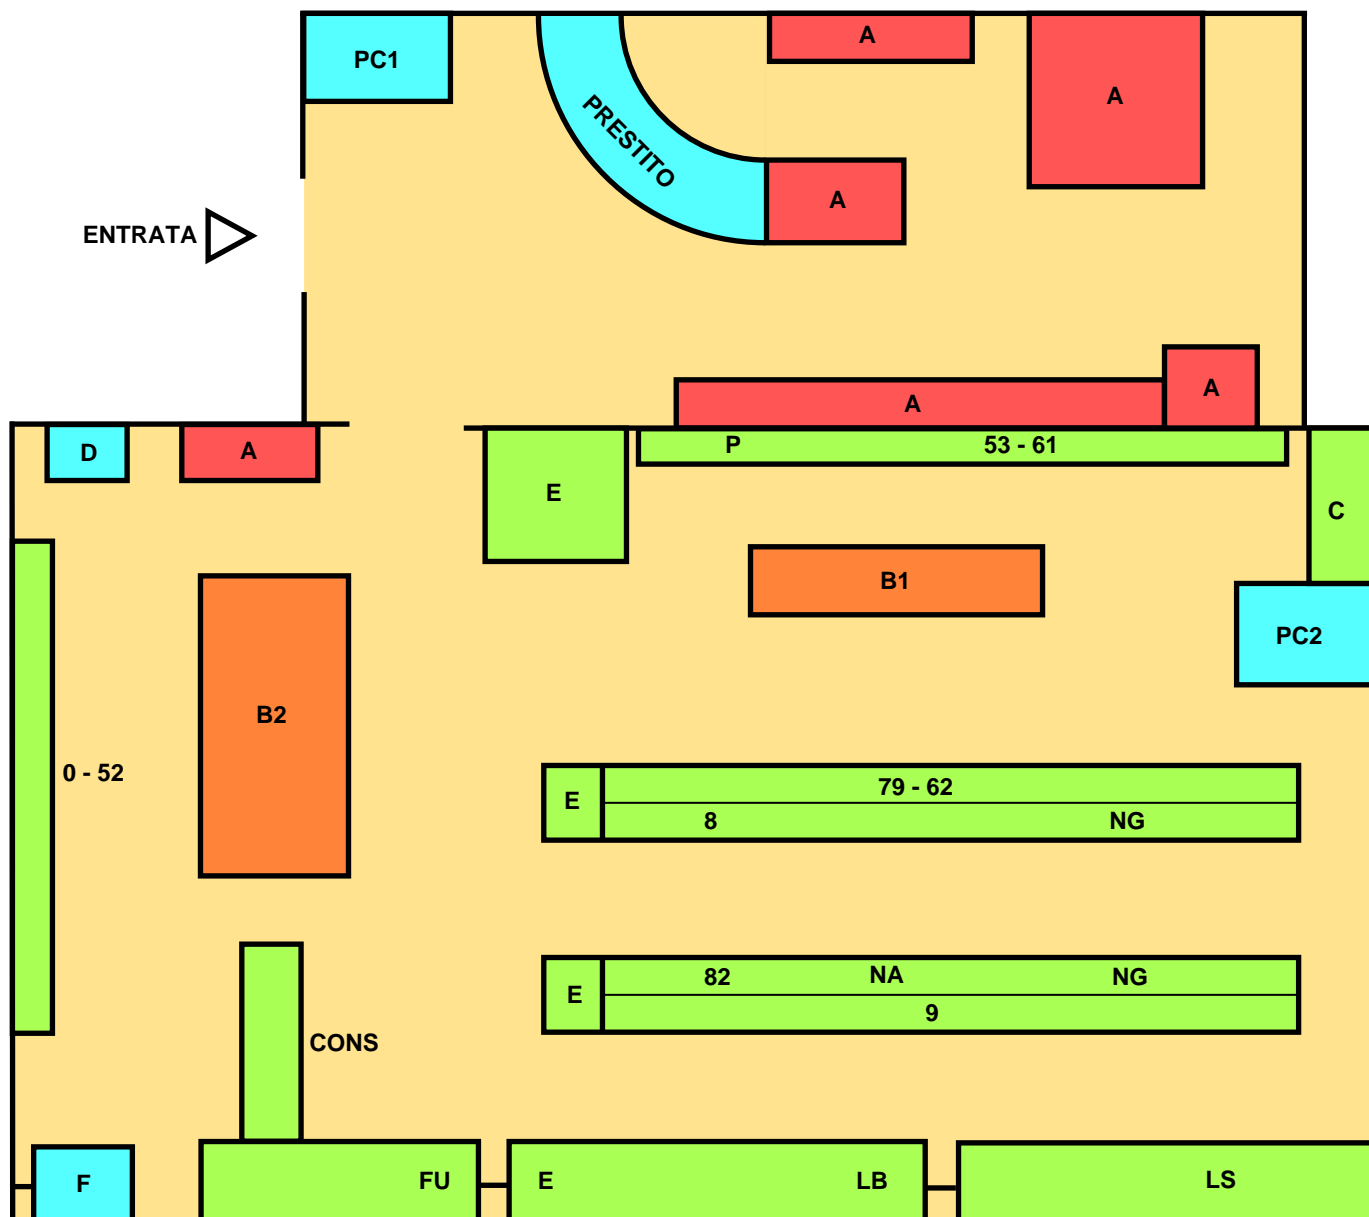 PC1
A
A
PRESTITO
A
ENTRATA
A
A
D
A
E
P
53 - 61
C
B1
PC2
B2
0 - 52
E
79 - 62
8
NG
E
82
NA
NG
9
CONS
F
FU
E
LB
LS